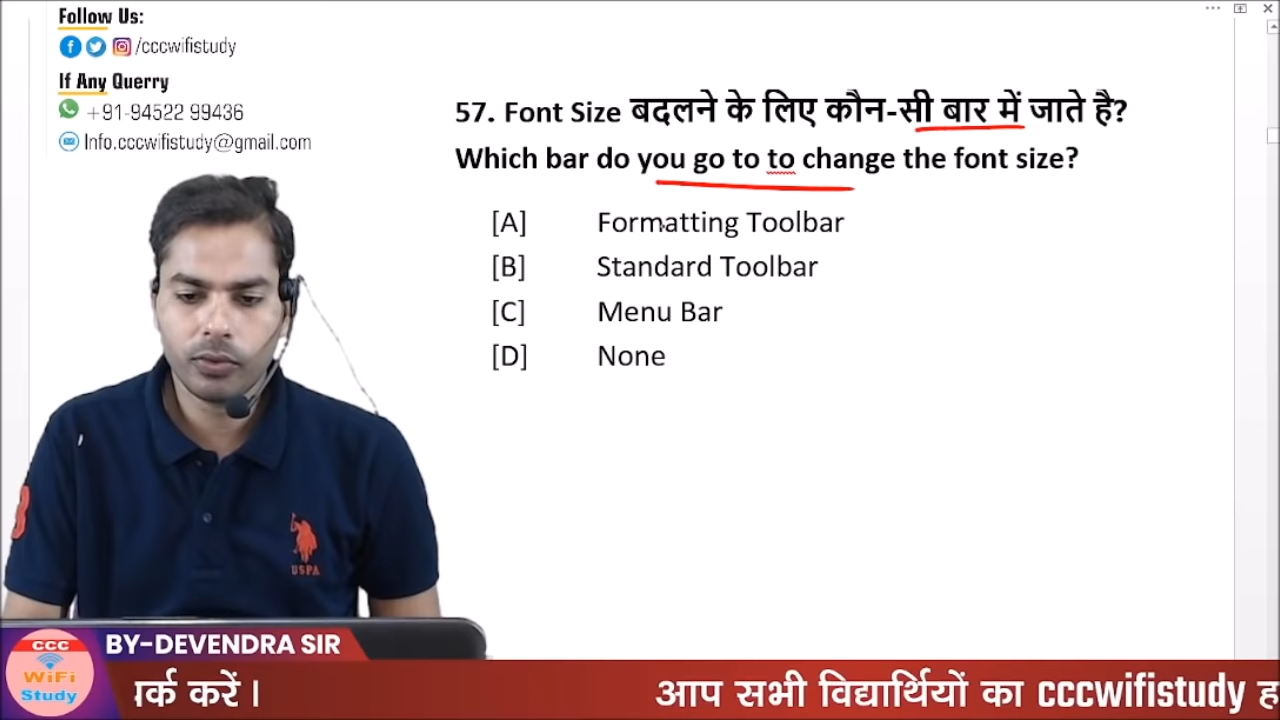 Follow Us:
/cccwifistudy
If Any Querry
+91-94522 99436
Info.cccwifistudy@gmail.com
57. Font Size बदलने के लिए कौन-सी बार में जाते है?
Which bar do you go to to change the font size?
[A] Formatting Toolbar
[B] Standard Toolbar
[C] Menu Bar
[D] None
USPA
CCC
WiFi
Study
BY-DEVENDRA SIR
र्क करें।
आप सभी विद्यार्थियों का cccwifistudy ह